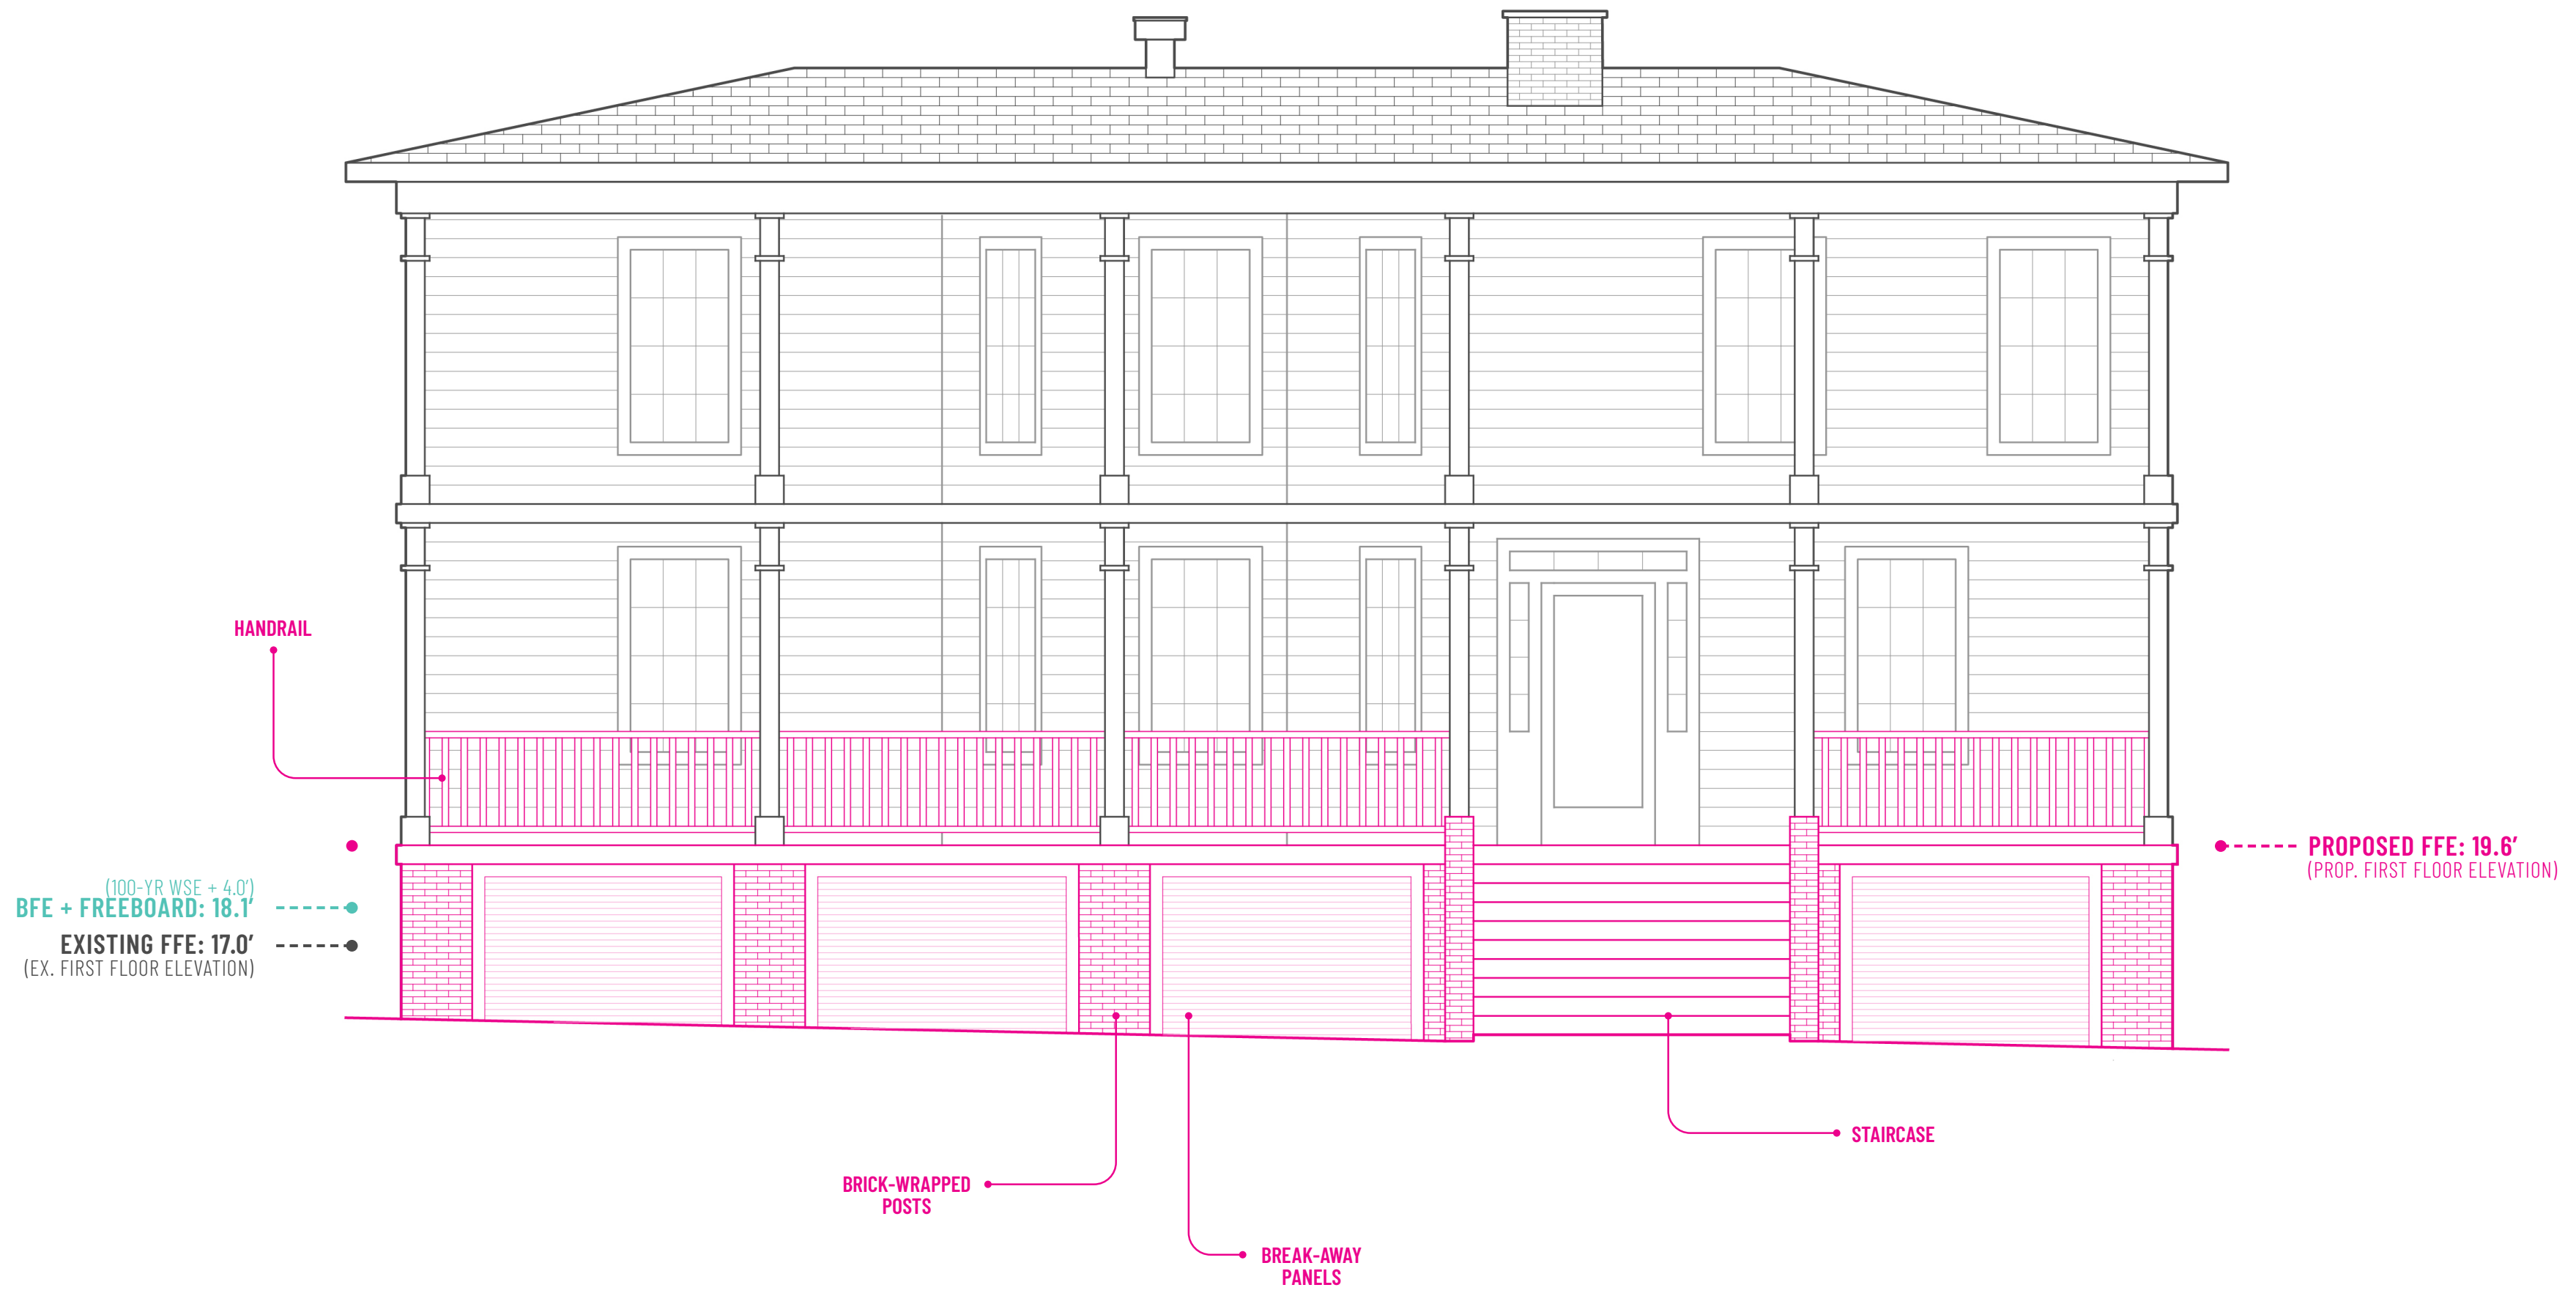 HANDRAIL
(100-YR WSE + 4.0')
BFE + FREEBOARD: 18.1'
EXISTING FFE: 17.0'
(EX. FIRST FLOOR ELEVATION)
PROPOSED FFE: 19.6'
(PROP. FIRST FLOOR ELEVATION)
STAIRCASE
BRICK-WRAPPED
POSTS
BREAK-AWAY
PANELS